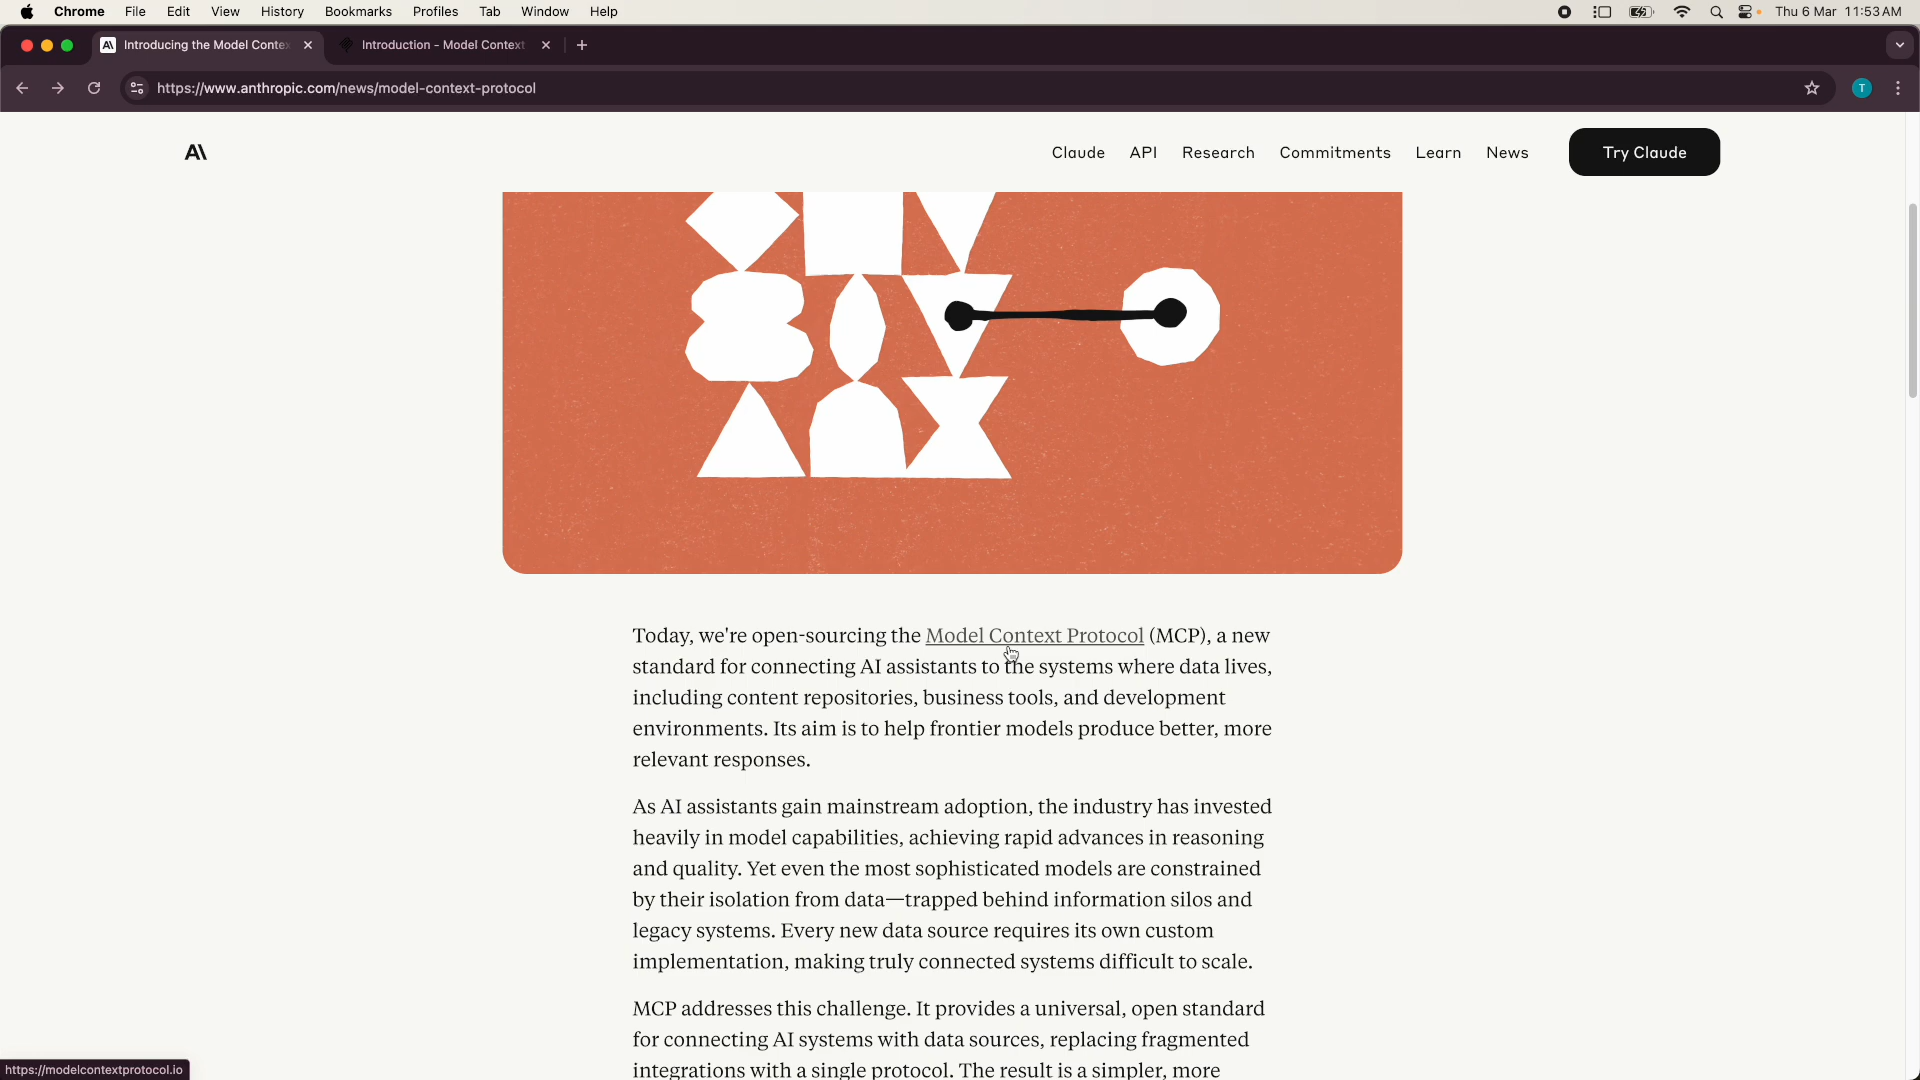 Chrome File Edit View History Bookmarks Profiles Tab Window Help Thu 6 Mar 11:53 AM
Introducing the Model Conte
Introduction - Model Context
https://www.anthropic.com/news/model-context-protocol T
A\ Claude API Research Commitments Learn News Try Claude
Today, we're open-sourcing the Model Context Protocol (MCP), a new
standard for connecting AI assistants to the systems where data lives,
including content repositories, business tools, and development
environments. Its aim is to help frontier models produce better, more
relevant responses.
As AI assistants gain mainstream adoption, the industry has invested
heavily in model capabilities, achieving rapid advances in reasoning
and quality. Yet even the most sophisticated models are constrained
by their isolation from data—trapped behind information silos and
legacy systems. Every new data source requires its own custom
implementation, making truly connected systems difficult to scale.
MCP addresses this challenge. It provides a universal, open standard
for connecting AI systems with data sources, replacing fragmented
integrations with a single protocol. The result is a simpler, more
https://modelcontextprotocol.io